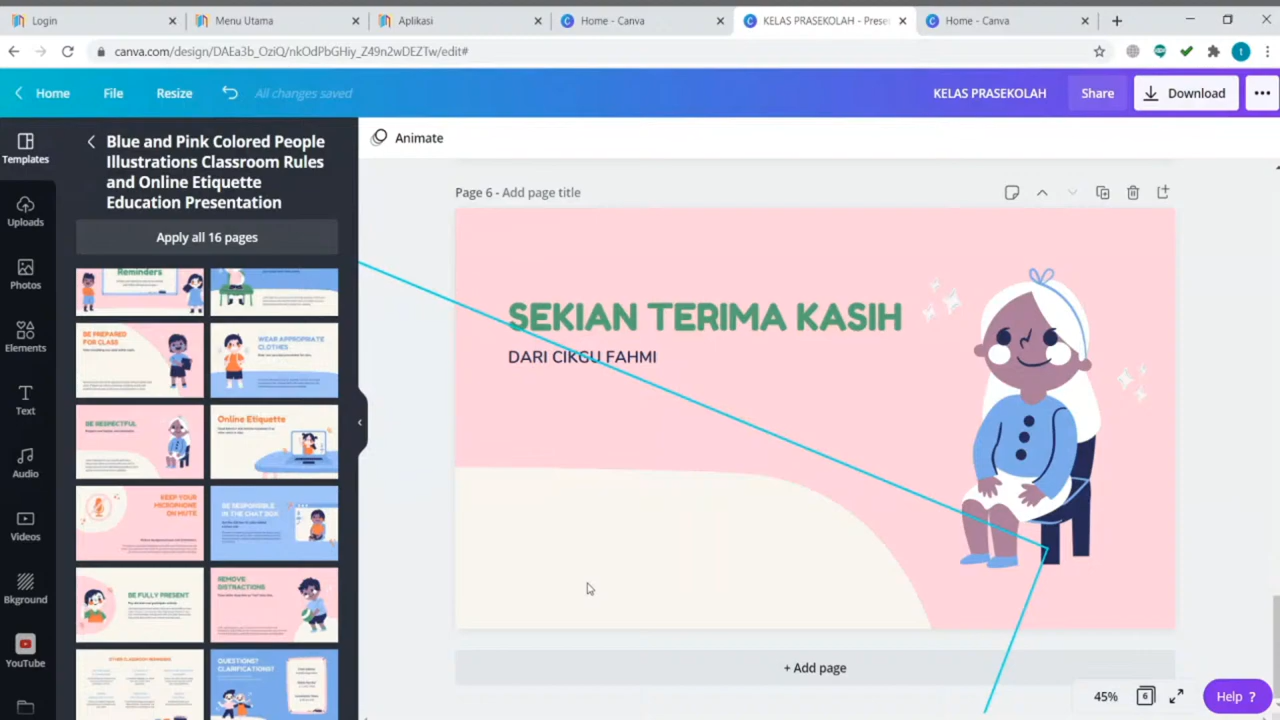 Login
Menu Utama
Aplikasi
Home - Canva
KELAS PRASEKOLAH - Prese
Home - Canva
canva.com/design/DAEa3b_OziQ/nkOdPbGHiy_Z49n2wDEZTw/edit#
Home
File
Resize
All changes saved
KELAS PRASEKOLAH
Share
Download
Templates
Uploads
Photos
Elements
Text
Audio
Videos
Bkground
YouTube
Blue and Pink Colored People
Illustrations Classroom Rules
and Online Etiquette
Education Presentation
Apply all 16 pages
Reminders
BE PREPARED
FOR CLASS
WEAR APPROPRIATE
CLOTHES
BE RESPECTFUL
Online Etiquette
KEEP YOUR
MICROPHONE
ON MUTE
BE RESPONSIBLE
IN THE CHAT BOX
BE FULLY PRESENT
REMOVE
DISTRACTIONS
OTHER CLASSROOM REMINDERS
QUESTIONS?
CLARIFICATIONS?
Animate
Page 6 - Add page title
SEKIAN TERIMA KASIH
DARI CIKGU FAHMI
+ Add page
45%
6
Help ?